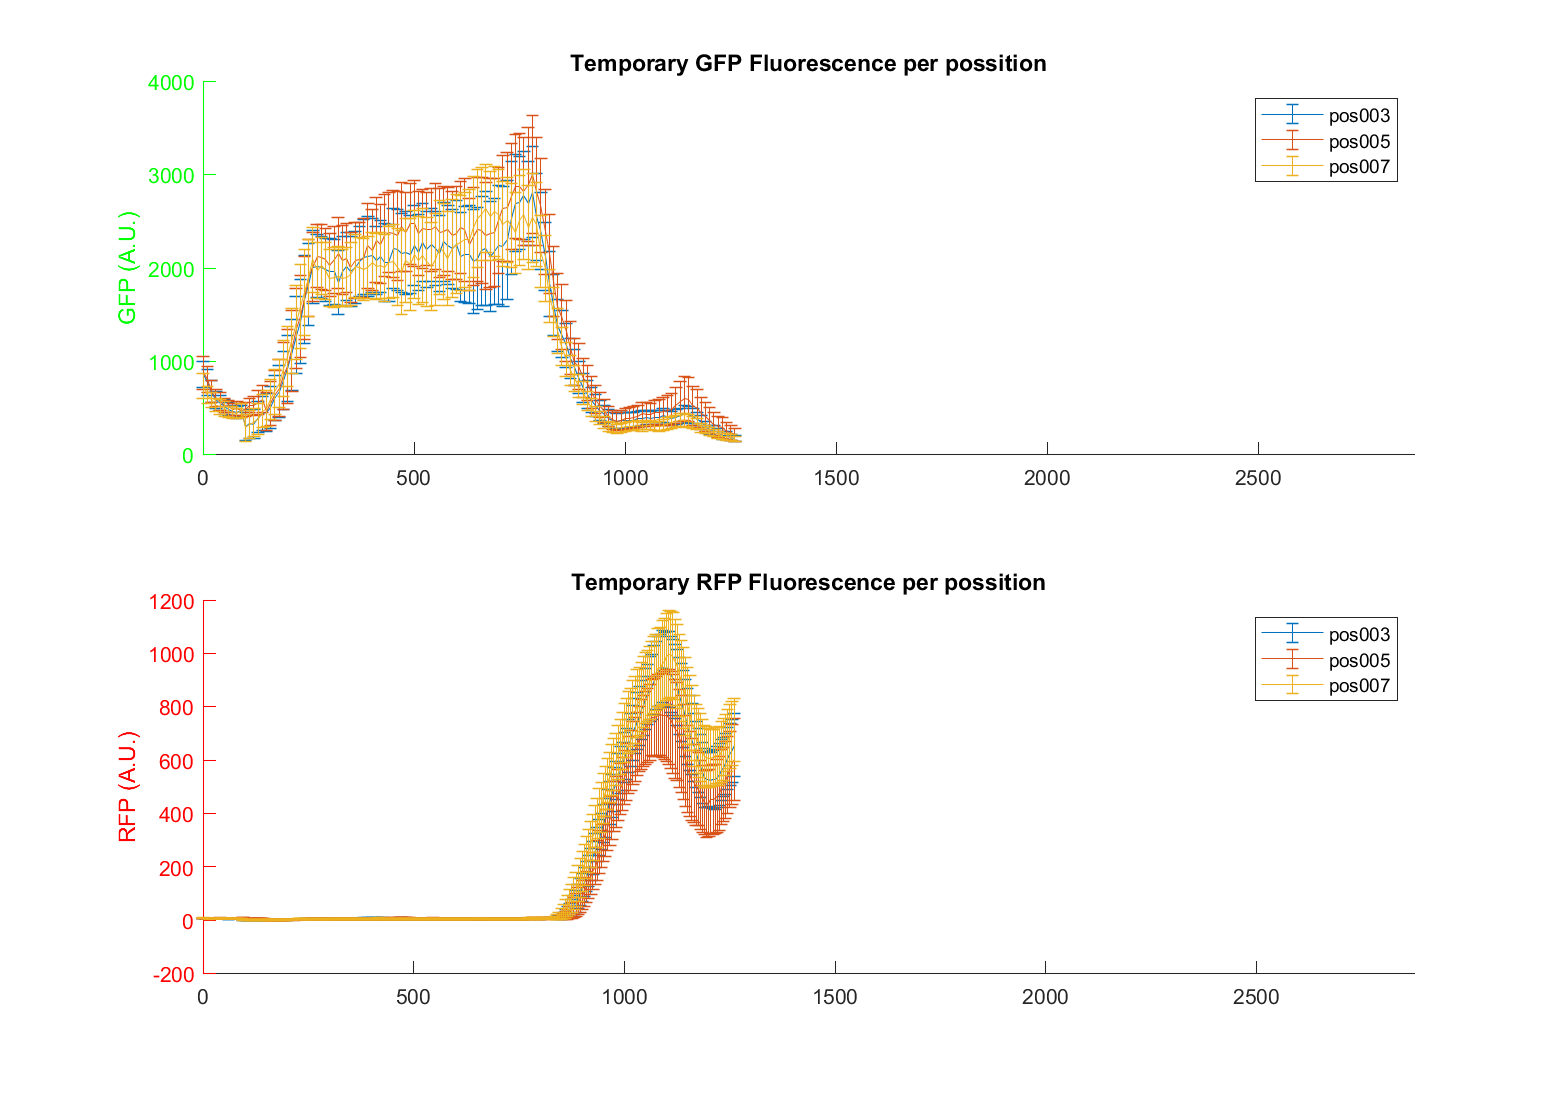 Temporary GFP Fluorescence per possition
4000
3000
2000
1000
0
GFP (A.U.)
0 500 1000 1500 2000 2500
pos003
pos005
pos007
Temporary RFP Fluorescence per possition
1200
1000
800
600
400
200
0
-200
RFP (A.U.)
0 500 1000 1500 2000 2500
pos003
pos005
pos007